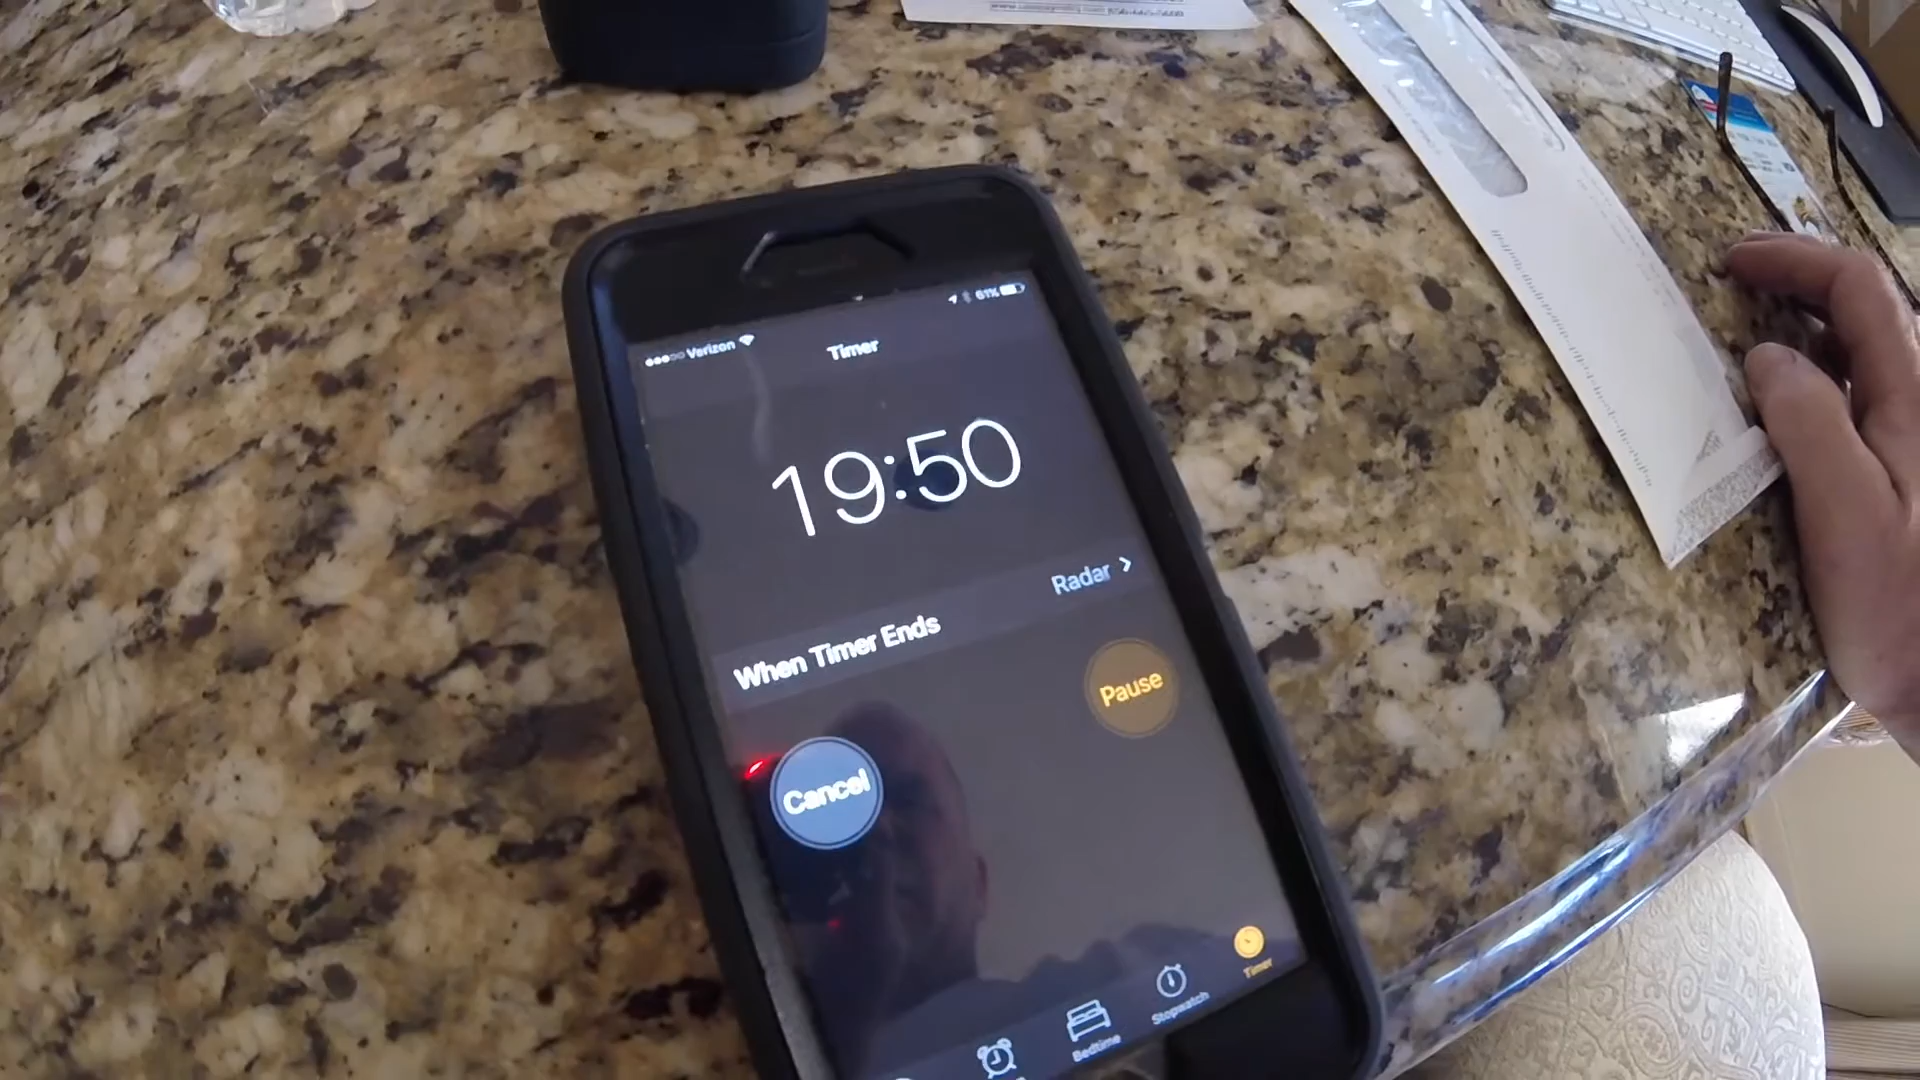 Verizon 61%
Timer
19:50
When Timer Ends Radar >
Cancel Pause
Bedtime Stopwatch Timer